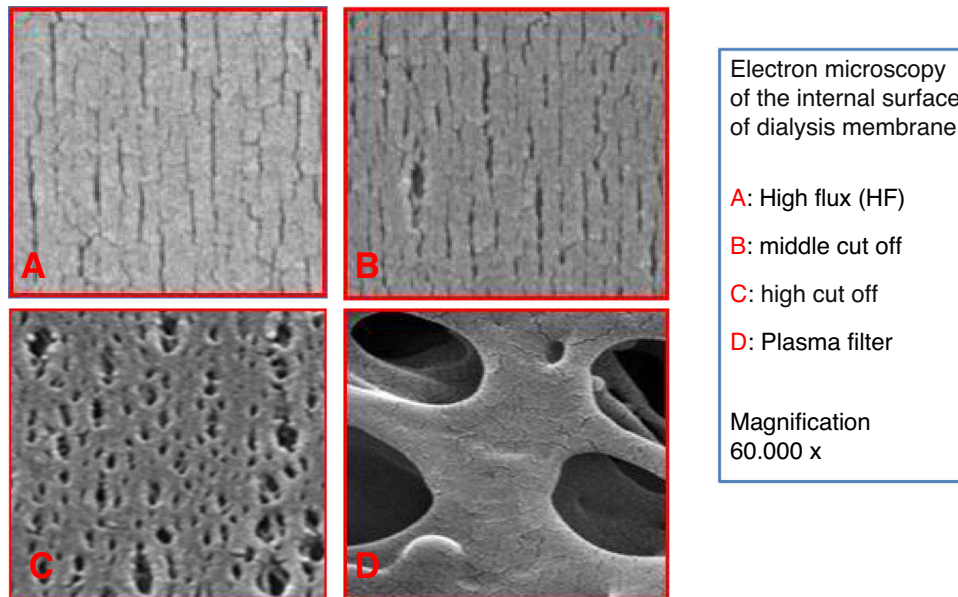 A
B
C
D
Electron microscopy
of the internal surface
of dialysis membrane
A: High flux (HF)
B: middle cut off
C: high cut off
D: Plasma filter
Magnification
60.000 x